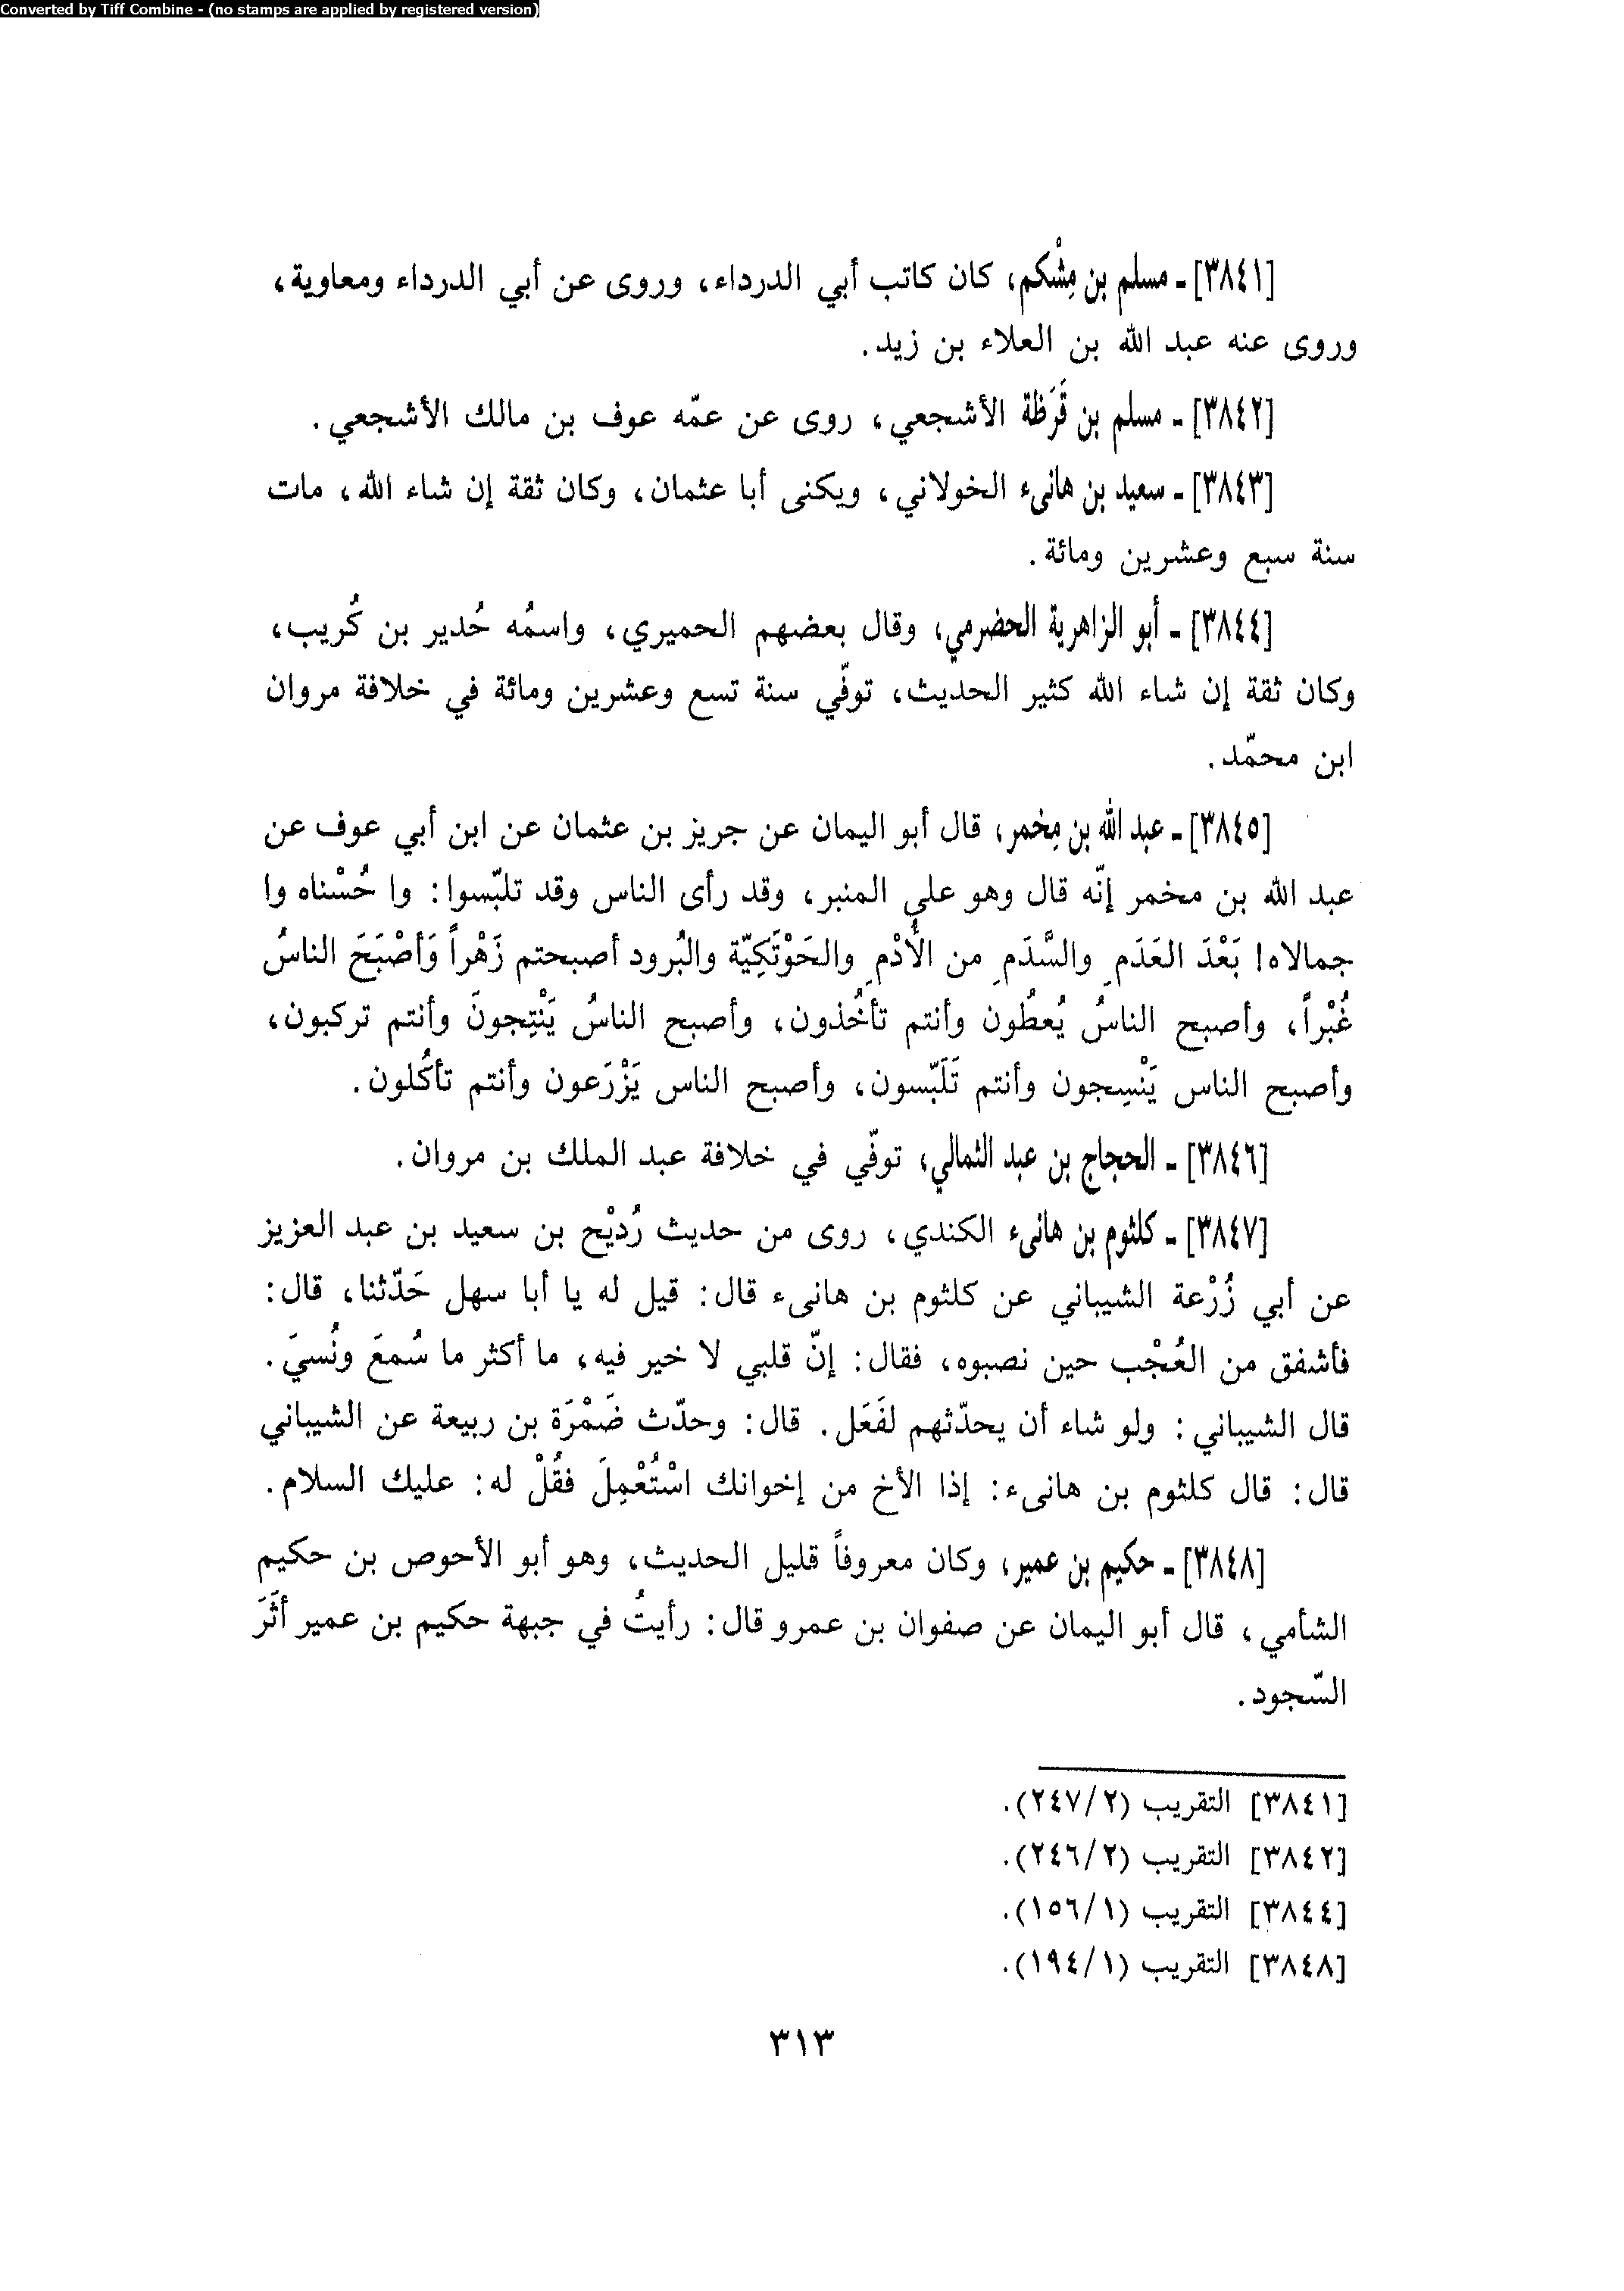 Converted by Tiff Combine - (no stamps are applied by registered version)
[٣٨٤١] ـ مسلم بن مِشْكم، كان كاتب أبي الدرداء، وروى عن أبي الدرداء ومعاوية،
وروى عنه عبد الله بن العلاء بن زيد.
[٣٨٤٢] ـ مسلم بن قَرَظة الأشجعي، روى عن عمّه عوف بن مالك الأشجعي.
[٣٨٤٣] ـ سعيد بن هانىء الخولاني، ويكنى أبا عثمان، وكان ثقة إن شاء الله، مات
سنة سبع وعشرين ومائة.
[٣٨٤٤] ـ أبو الزاهرية الحضرمي، وقال بعضهم الحميري، واسمُه حُدير بن كُريب،
وكان ثقة إن شاء الله كثير الحديث، توفّي سنة تسع وعشرين ومائة في خلافة مروان
ابن محمّد.
[٣٨٤٥] ـ عبد الله بن مِخمر، قال أبو اليمان عن جريز بن عثمان عن ابن أبي عوف عن
عبد الله بن مخمر إنّه قال وهو على المنبر، وقد رأى الناس وقد تلبّسوا: وا حُسْناه وا
جمالاه! بَعْدَ العَدَمِ والسَّدَمِ من الأُدْمِ والحَوْتَكِيّة والبُرود أصبحتم زَهْراً وَأصْبَحَ الناسُ
غُبْراً، وأصبح الناسُ يُعطُون وأنتم تأخُذون، وأصبح الناسُ يَنْتِجونَ وأنتم تركبون،
وأصبح الناس يَنْسِجون وأنتم تَلَبّسون، وأصبح الناس يَزْرَعون وأنتم تأكُلون.
[٣٨٤٦] ـ الحجاج بن عبد الثمالي، توفّي في خلافة عبد الملك بن مروان.
[٣٨٤٧] ـ كلثوم بن هانىء الكندي، روى من حديث رُديْح بن سعيد بن عبد العزيز
عن أبي زُرْعة الشيباني عن كلثوم بن هانىء قال: قيل له يا أبا سهل حَدّثنا، قال:
فأشفق من العُجْب حين نصبوه، فقال: إنّ قلبي لا خير فيه، ما أكثر ما سُمعَ ونُسيَ.
قال الشيباني: ولو شاء أن يحدّثهم لفَعَل. قال: وحدّث ضَمْرَة بن ربيعة عن الشيباني
قال: قال كلثوم بن هانىء: إذا الأخ من إخوانك اسْتُعْمِلَ فقُلْ له: عليك السلام.
[٣٨٤٨] ـ حكيم بن عمير، وكان معروفاً قليل الحديث، وهو أبو الأحوص بن حكيم
الشأمي، قال أبو اليمان عن صفوان بن عمرو قال: رأيتُ في جبهة حكيم بن عمير أثَرَ
السّجود.
[٣٨٤١] التقريب (٢٤٧/٢).
[٣٨٤٢] التقريب (٢٤٦/٢).
[٣٨٤٤] التقريب (١٥٦/١).
[٣٨٤٨] التقريب (١٩٤/١).
٣١٣